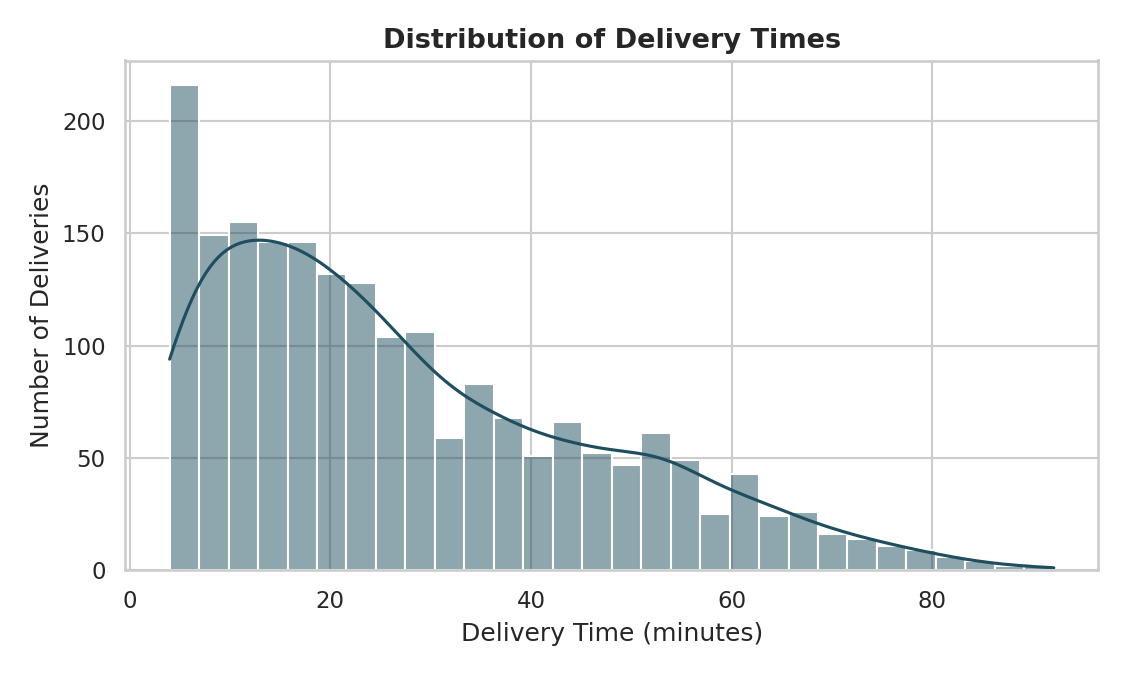 Distribution of Delivery Times
Number of Deliveries
200
150
100
50
0
0 20 40 60 80
Delivery Time (minutes)